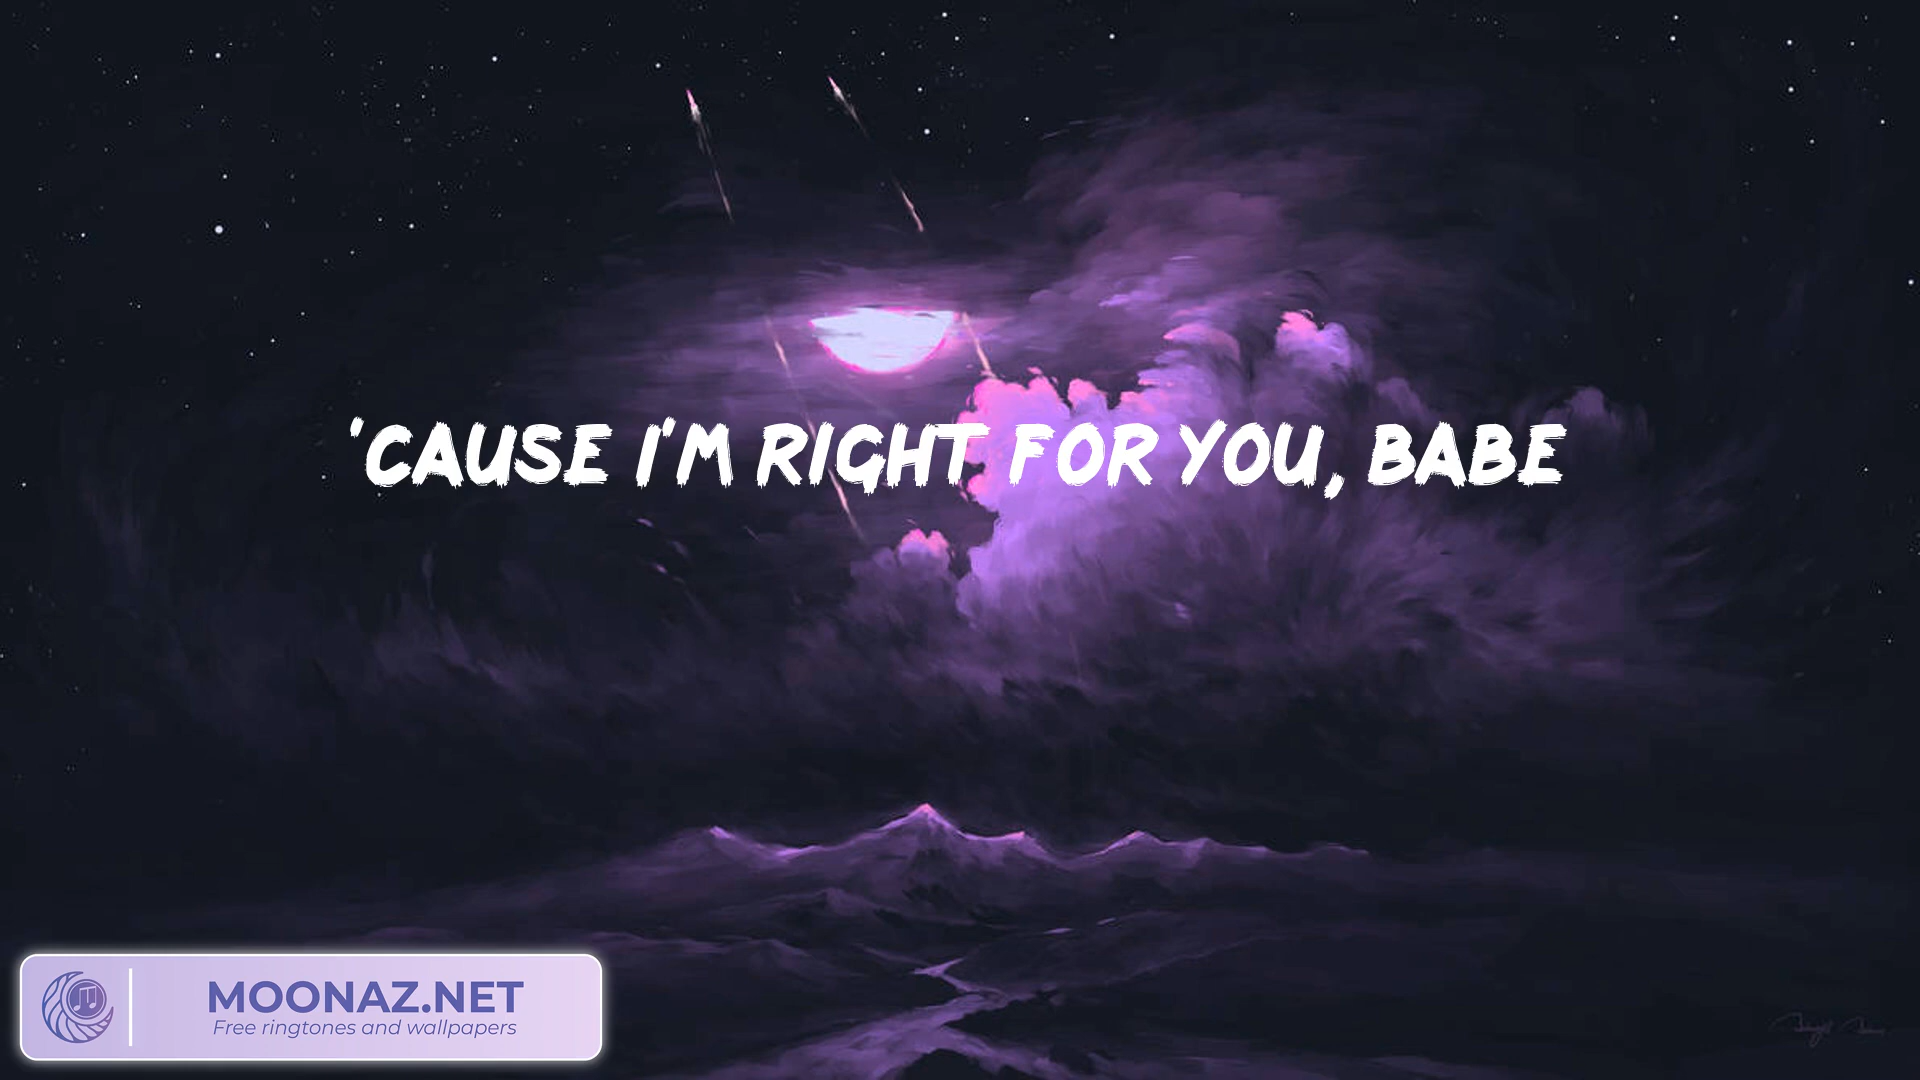 'CAUSE I'M RIGHT FOR YOU, BABE
MOONAZ.NET
Free ringtones and wallpapers